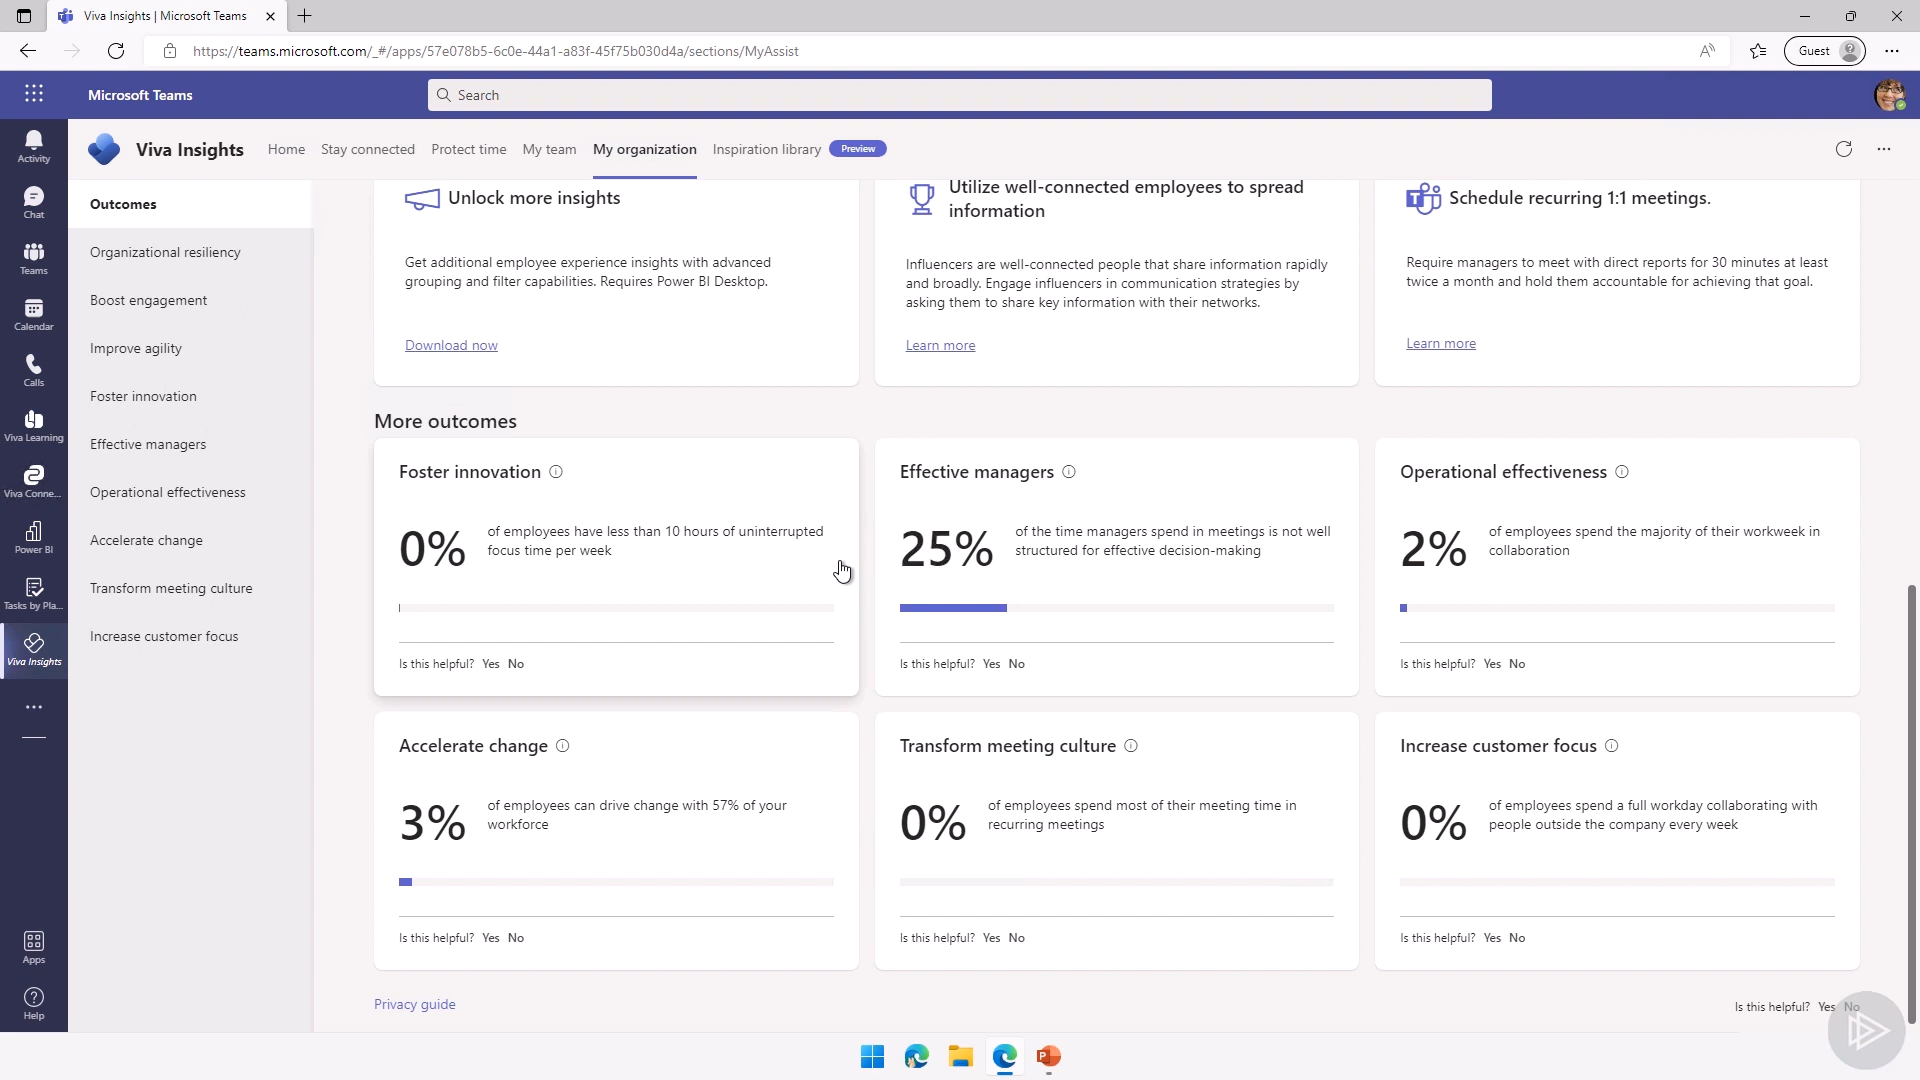 Viva Insights | Microsoft Teams
https://teams.microsoft.com/_#/apps/57e078b5-6c0e-44a1-a83f-45f75b030d4a/sections/MyAssist
Guest
Microsoft Teams
Search
Activity
Chat
Teams
Calendar
Calls
Viva Learning
Viva Conne...
Power BI
Tasks by Pla...
Viva Insights
Apps
Help
Viva Insights
Home
Stay connected
Protect time
My team
My organization
Inspiration library
Preview
Outcomes
Organizational resiliency
Boost engagement
Improve agility
Foster innovation
Effective managers
Operational effectiveness
Accelerate change
Transform meeting culture
Increase customer focus
Unlock more insights
Get additional employee experience insights with advanced
grouping and filter capabilities. Requires Power BI Desktop.
Download now
Utilize well-connected employees to spread
information
Influencers are well-connected people that share information rapidly
and broadly. Engage influencers in communication strategies by
asking them to share key information with their networks.
Learn more
Schedule recurring 1:1 meetings.
Require managers to meet with direct reports for 30 minutes at least
twice a month and hold them accountable for achieving that goal.
Learn more
More outcomes
Foster innovation
0%
of employees have less than 10 hours of uninterrupted
focus time per week
Is this helpful? Yes No
Effective managers
25%
of the time managers spend in meetings is not well
structured for effective decision-making
Is this helpful? Yes No
Operational effectiveness
2%
of employees spend the majority of their workweek in
collaboration
Is this helpful? Yes No
Accelerate change
3%
of employees can drive change with 57% of your
workforce
Is this helpful? Yes No
Transform meeting culture
0%
of employees spend most of their meeting time in
recurring meetings
Is this helpful? Yes No
Increase customer focus
0%
of employees spend a full workday collaborating with
people outside the company every week
Is this helpful? Yes No
Privacy guide
Is this helpful? Yes No